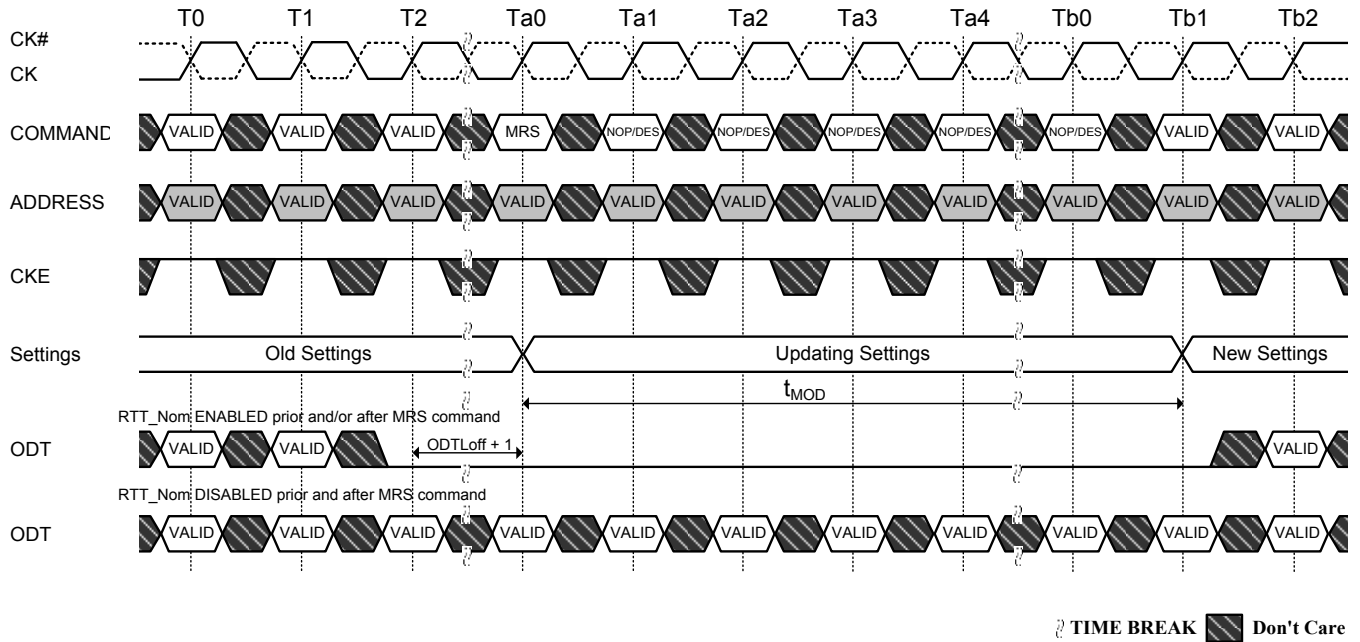 T0 T1 T2 Ta0 Ta1 Ta2 Ta3 Ta4 Tb0 Tb1 Tb2
CK#
CK
COMMAND VALID VALID VALID MRS NOP/DES NOP/DES NOP/DES NOP/DES NOP/DES VALID VALID
ADDRESS VALID VALID VALID VALID VALID VALID VALID VALID VALID VALID VALID
CKE
Settings Old Settings Updating Settings New Settings
tMOD
RTT_Nom ENABLED prior and/or after MRS command
ODT VALID VALID ODTLoff + 1 VALID
RTT_Nom DISABLED prior and after MRS command
ODT VALID VALID VALID VALID VALID VALID VALID VALID VALID VALID VALID
TIME BREAK Don't Care